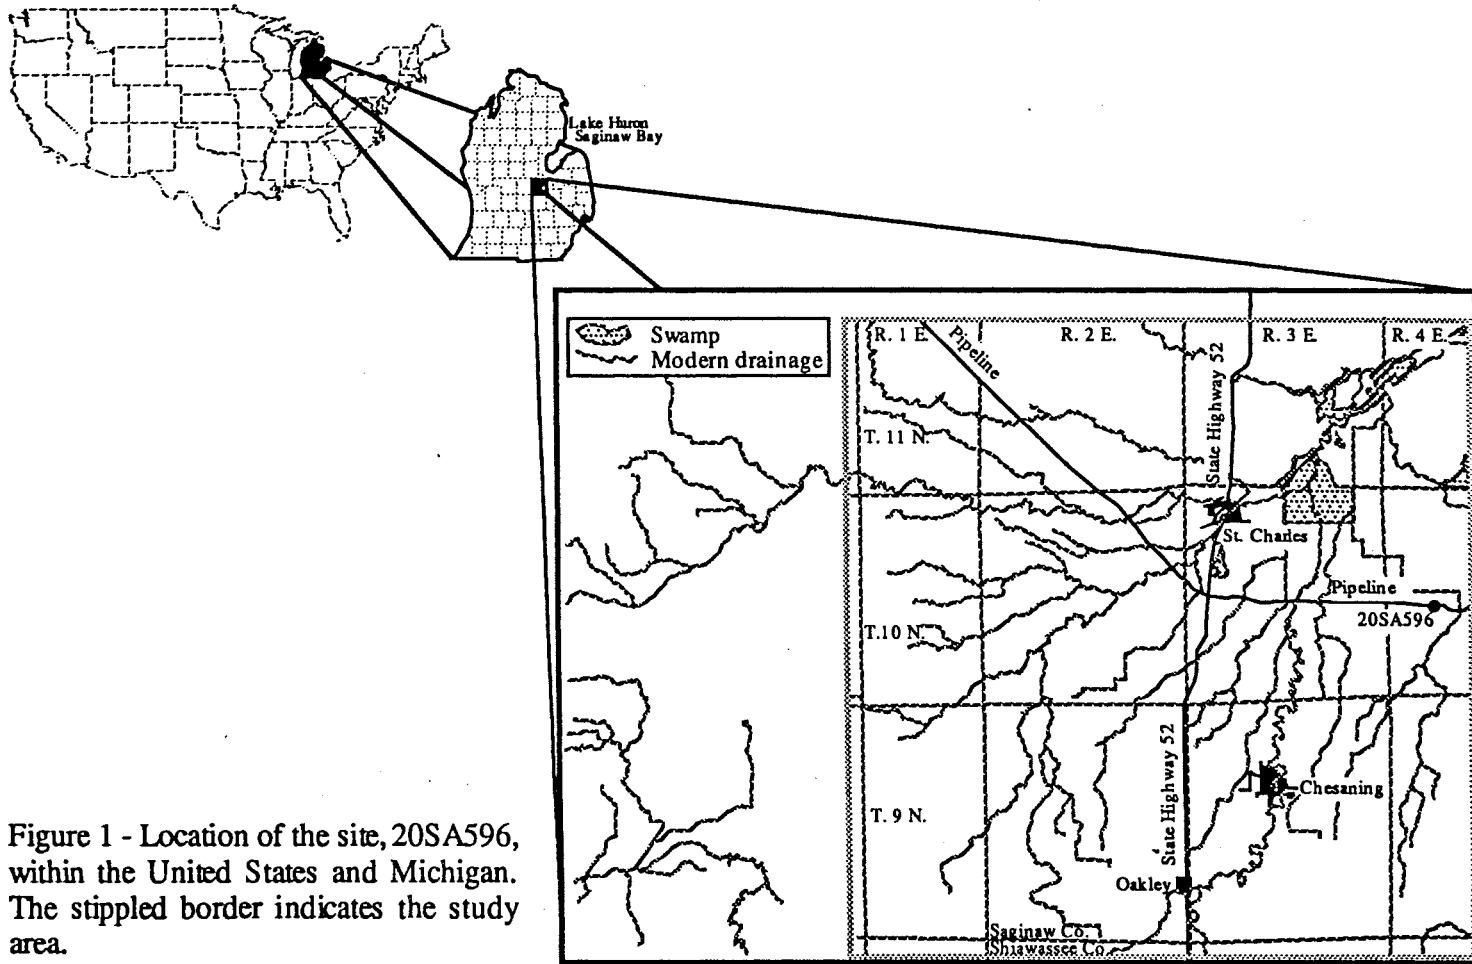 Lake Huron
Saginaw Bay
Swamp
Modern drainage
R. 1 E.
Pipeline
R. 2 E.
State Highway 52
R. 3 E.
R. 4 E.
T. 11 N.
St. Charles
Pipeline
20SA596
T.10 N.
State Highway 52
Chesaning
T. 9 N.
Oakley
Saginaw Co.
Shiawassee Co.
Figure 1 - Location of the site, 20SA596,
within the United States and Michigan.
The stippled border indicates the study
area.